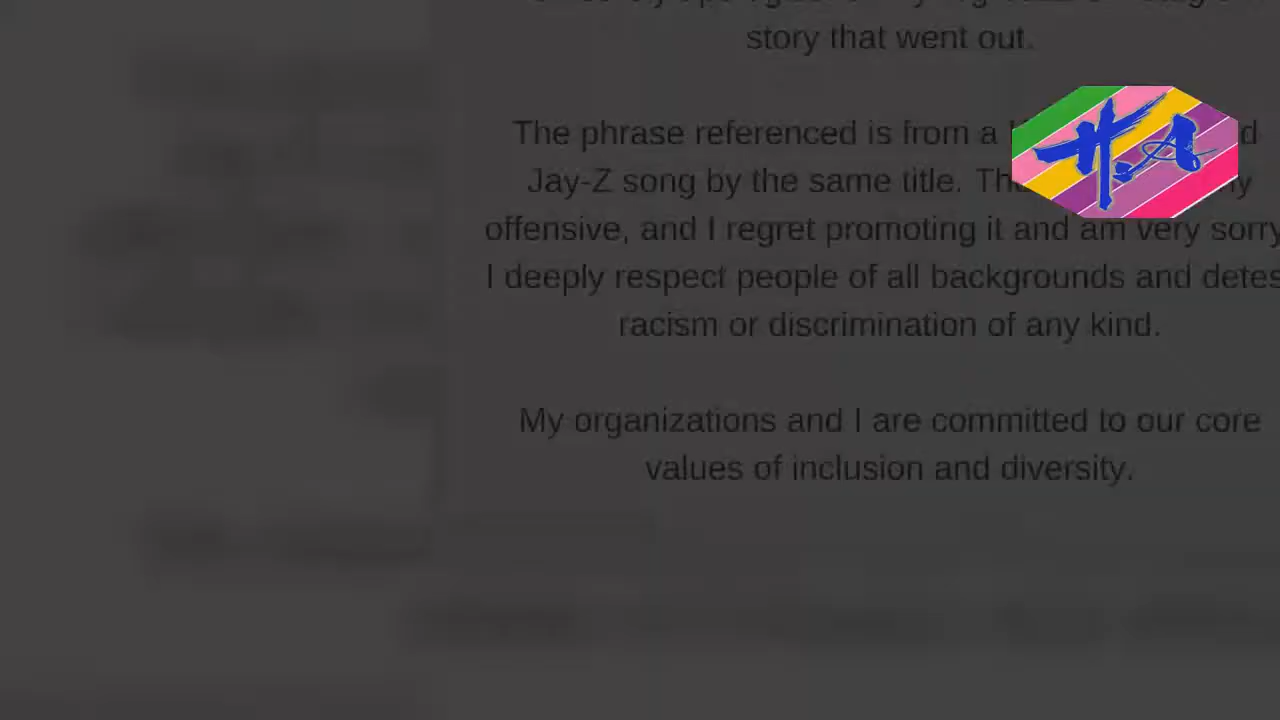 story that went out.
The phrase referenced is from a
Jay-Z song by the same title.
offensive, and I regret promoting it and am very sorry
I deeply respect people of all backgrounds and
racism or discrimination of any kind.
My organizations and I are committed to our core
values of inclusion and diversity.